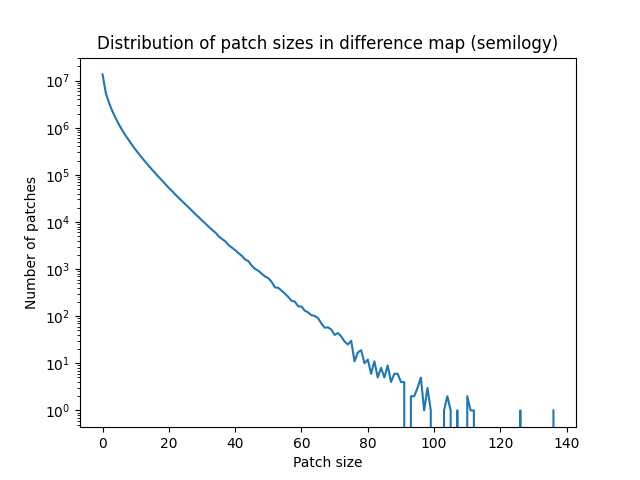 Distribution of patch sizes in difference map (semilogy)
Number of patches
10⁷
10⁶
10⁵
10⁴
10³
10²
10¹
10⁰
0 20 40 60 80 100 120 140
Patch size